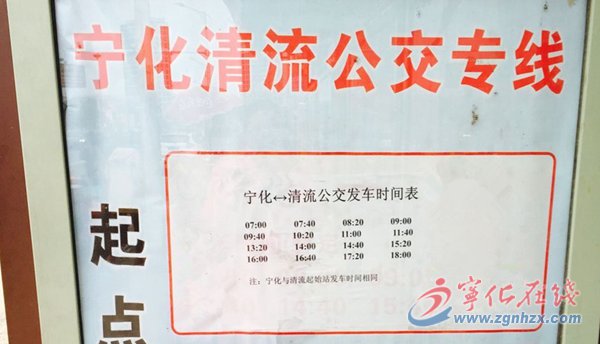 宁化清流公交专线
起点
宁化↔清流公交发车时间表
07:00 07:40 08:20 09:00
09:40 10:20 11:00 11:40
13:20 14:00 14:40 15:20
16:00 16:40 17:20 18:00
注：宁化与清流起始站发车时间相同
寧化在线
www.zgnhzx.com